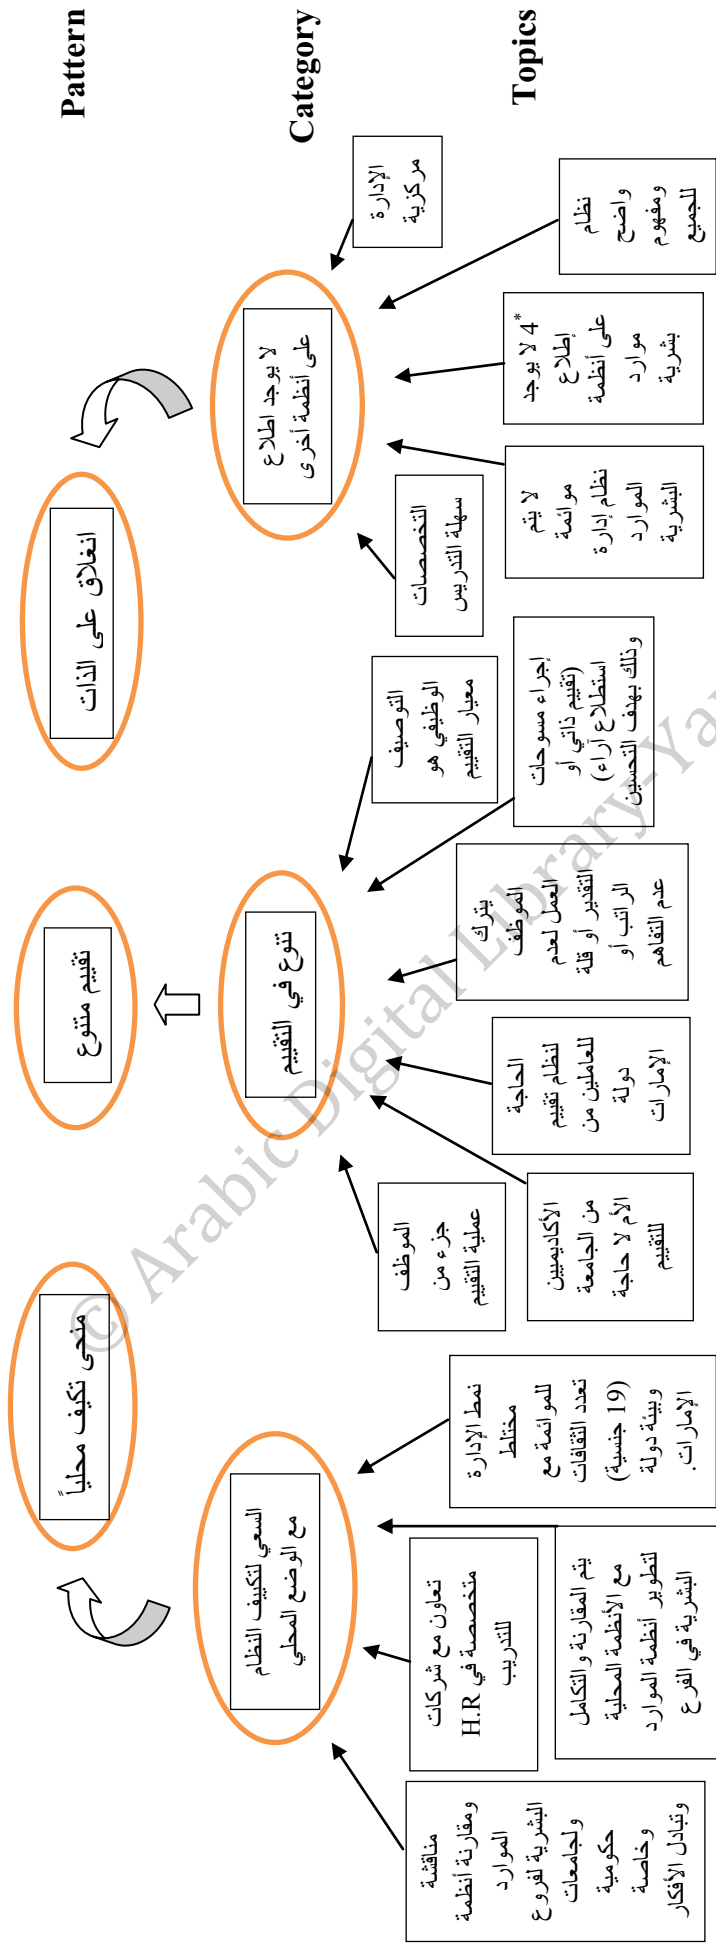 Pattern
Category
Topics
انغلاق على الذات
تقييم متنوع
منحى تكيف محلياً
لا يوجد اطلاع
على أنظمة أخرى
تنوع في التقييم
السعي لتكييف النظام
مع الوضع المحلي
مركزية
الإدارة
نظام
واضح
ومفهوم
للجميع
*4 لا يوجد
إطلاع
على أنظمة
موارد
بشرية
لا يتم
موائمة
نظام إدارة
الموارد
البشرية
التخصصات
سهلة التدريس
التوصيف
الوظيفي هو
معيار التقييم
إجراء مسوحات
(تقييم ذاتي أو
استطلاع آراء)
وذلك بهدف التحسين
يترك
الموظف
العمل لعدم
التقدير أو قلة
الراتب أو
عدم التفاهم
الحاجة
لنظام تقييم
للعاملين من
دولة
الإمارات
الأكاديميين
من الجامعة
الأم لا حاجة
للتقييم
الموظف
جزء من
عملية التقييم
نمط الإدارة
مختلط
للموائمة مع
تعدد الثقافات
(19 جنسية)
وبيئة دولة
الإمارات.
يتم المقارنة والتكامل
مع الأنظمة المحلية
لتطوير أنظمة الموارد
البشرية في الفرع
تعاون مع شركات
متخصصة في H.R
للتدريب
مناقشة
ومقارنة أنظمة
الموارد
البشرية لفروع
ولجامعات
حكومية
وخاصة
وتبادل الأفكار
© Arabic Digital Library-Ya